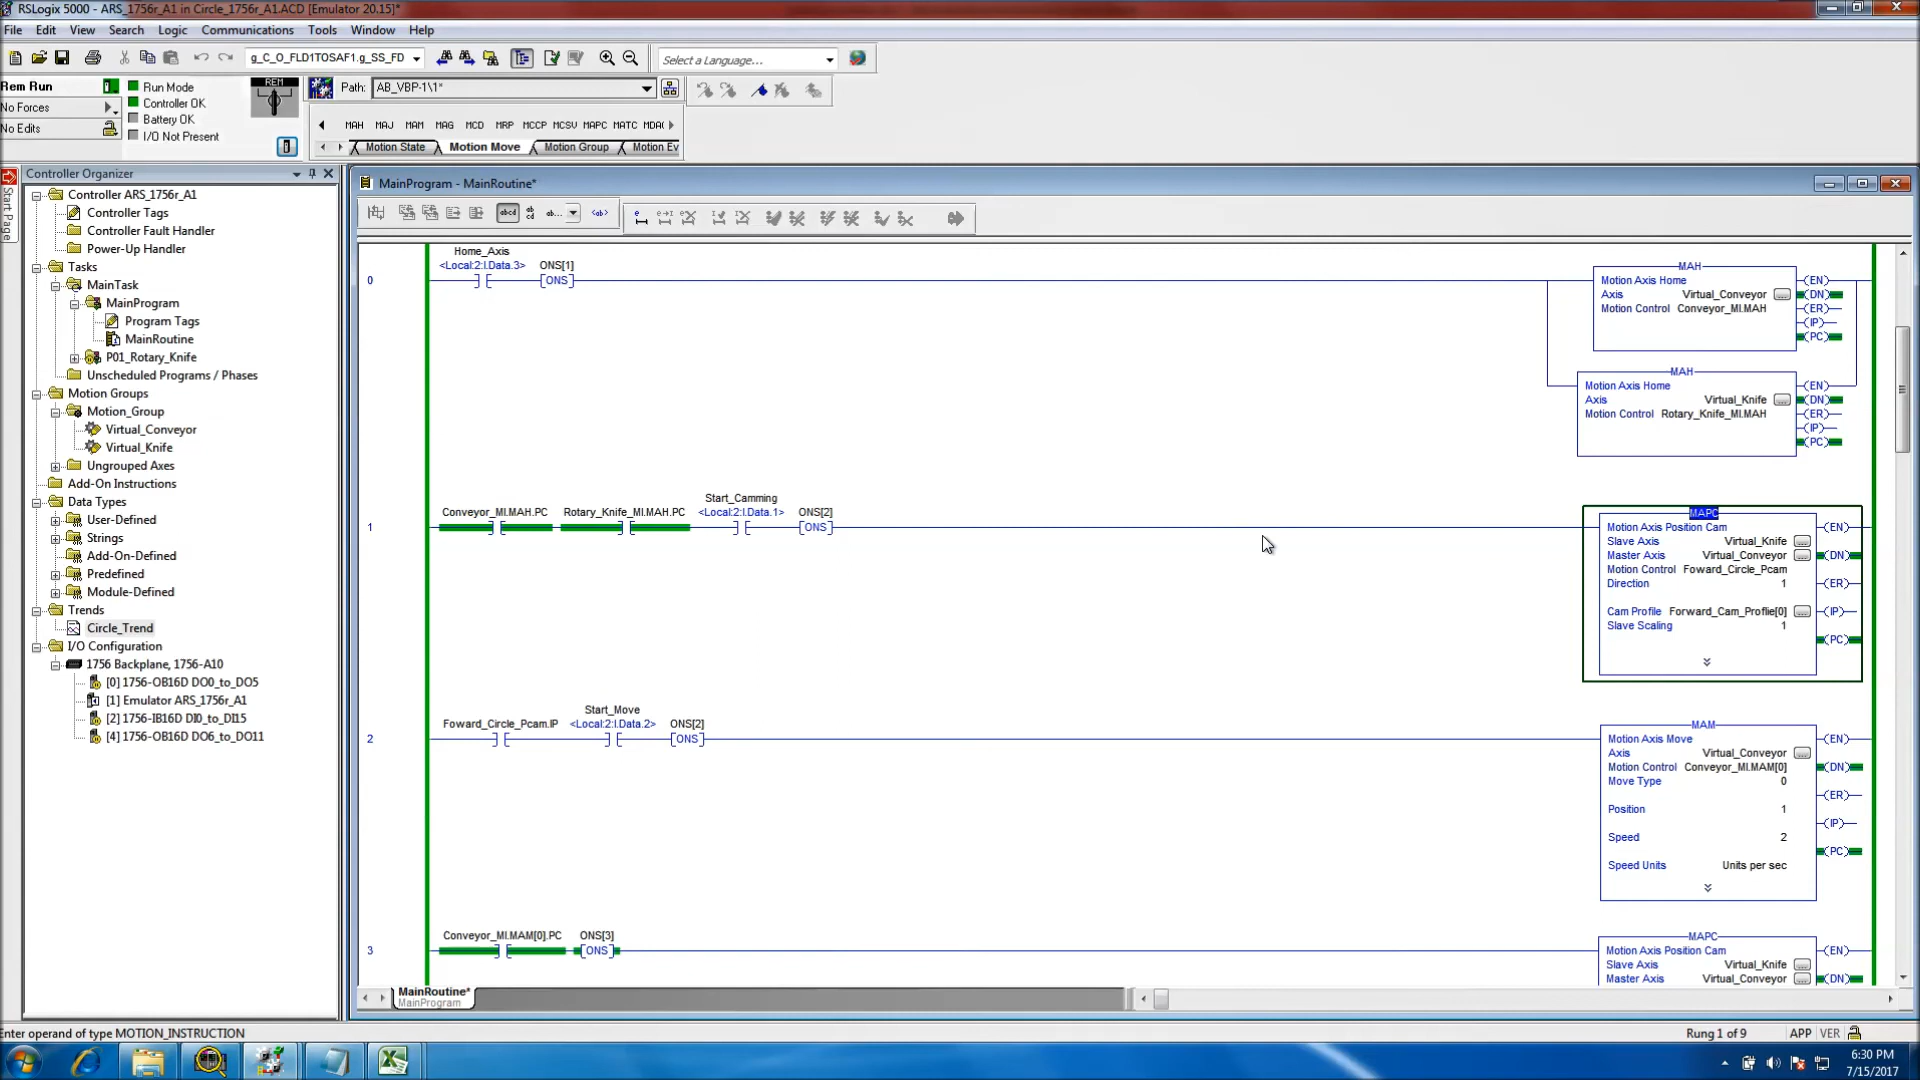 RSLogix 5000 - ARS_1756r_A1 in Circle_1756r_A1.ACD [Emulator 20.15]*
File Edit View Search Logic Communications Tools Window Help
g_C_O_FLD1TOSAF1.g_SS_FD
Select a Language...
Rem Run
No Forces
No Edits
Run Mode
Controller OK
Battery OK
I/O Not Present
REM
Path: AB_VBP-1\1*
MAH MAJ MAM MAG MCD MRP MCCP MCSV MAPC MATC MDA
Motion State Motion Move Motion Group Motion Ev
Start Page
Controller Organizer
Controller ARS_1756r_A1
Controller Tags
Controller Fault Handler
Power-Up Handler
Tasks
MainTask
MainProgram
Program Tags
MainRoutine
P01_Rotary_Knife
Unscheduled Programs / Phases
Motion Groups
Motion_Group
Virtual_Conveyor
Virtual_Knife
Ungrouped Axes
Add-On Instructions
Data Types
User-Defined
Strings
Add-On-Defined
Predefined
Module-Defined
Trends
Circle_Trend
I/O Configuration
1756 Backplane, 1756-A10
[0] 1756-OB16D DO0_to_DO5
[1] Emulator ARS_1756r_A1
[2] 1756-IB16D DI0_to_DI15
[4] 1756-OB16D DO6_to_DO11
MainProgram - MainRoutine*
abcd ab cd ab... <ab>
0
Home_Axis
<Local:2:I.Data.3> ONS[1]
ONS
MAH
Motion Axis Home
Axis Virtual_Conveyor
Motion Control Conveyor_MI.MAH
EN
DN
ER
IP
PC
MAH
Motion Axis Home
Axis Virtual_Knife
Motion Control Rotary_Knife_MI.MAH
EN
DN
ER
IP
PC
1
Conveyor_MI.MAH.PC Rotary_Knife_MI.MAH.PC
Start_Camming
<Local:2:I.Data.1> ONS[2]
ONS
MAPC
Motion Axis Position Cam
Slave Axis Virtual_Knife
Master Axis Virtual_Conveyor
Motion Control Foward_Circle_Pcam
Direction 1
Cam Profile Forward_Cam_Proflie[0]
Slave Scaling 1
EN
DN
ER
IP
PC
2
Foward_Circle_Pcam.IP
Start_Move
<Local:2:I.Data.2> ONS[2]
ONS
MAM
Motion Axis Move
Axis Virtual_Conveyor
Motion Control Conveyor_MI.MAM[0]
Move Type 0
Position 1
Speed 2
Speed Units Units per sec
EN
DN
ER
IP
PC
3
Conveyor_MI.MAM[0].PC ONS[3]
ONS
MAPC
Motion Axis Position Cam
Slave Axis Virtual_Knife
Master Axis Virtual_Conveyor
EN
DN
MainRoutine*
MainProgram
Enter operand of type MOTION_INSTRUCTION
Rung 1 of 9 APP VER
6:30 PM
7/15/2017